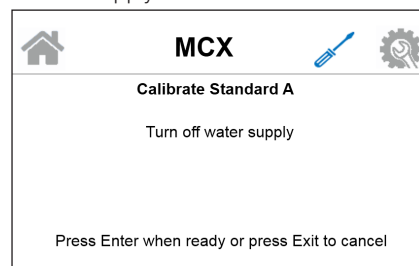 MCX
Calibrate Standard A
Turn off water supply
Press Enter when ready or press Exit to cancel